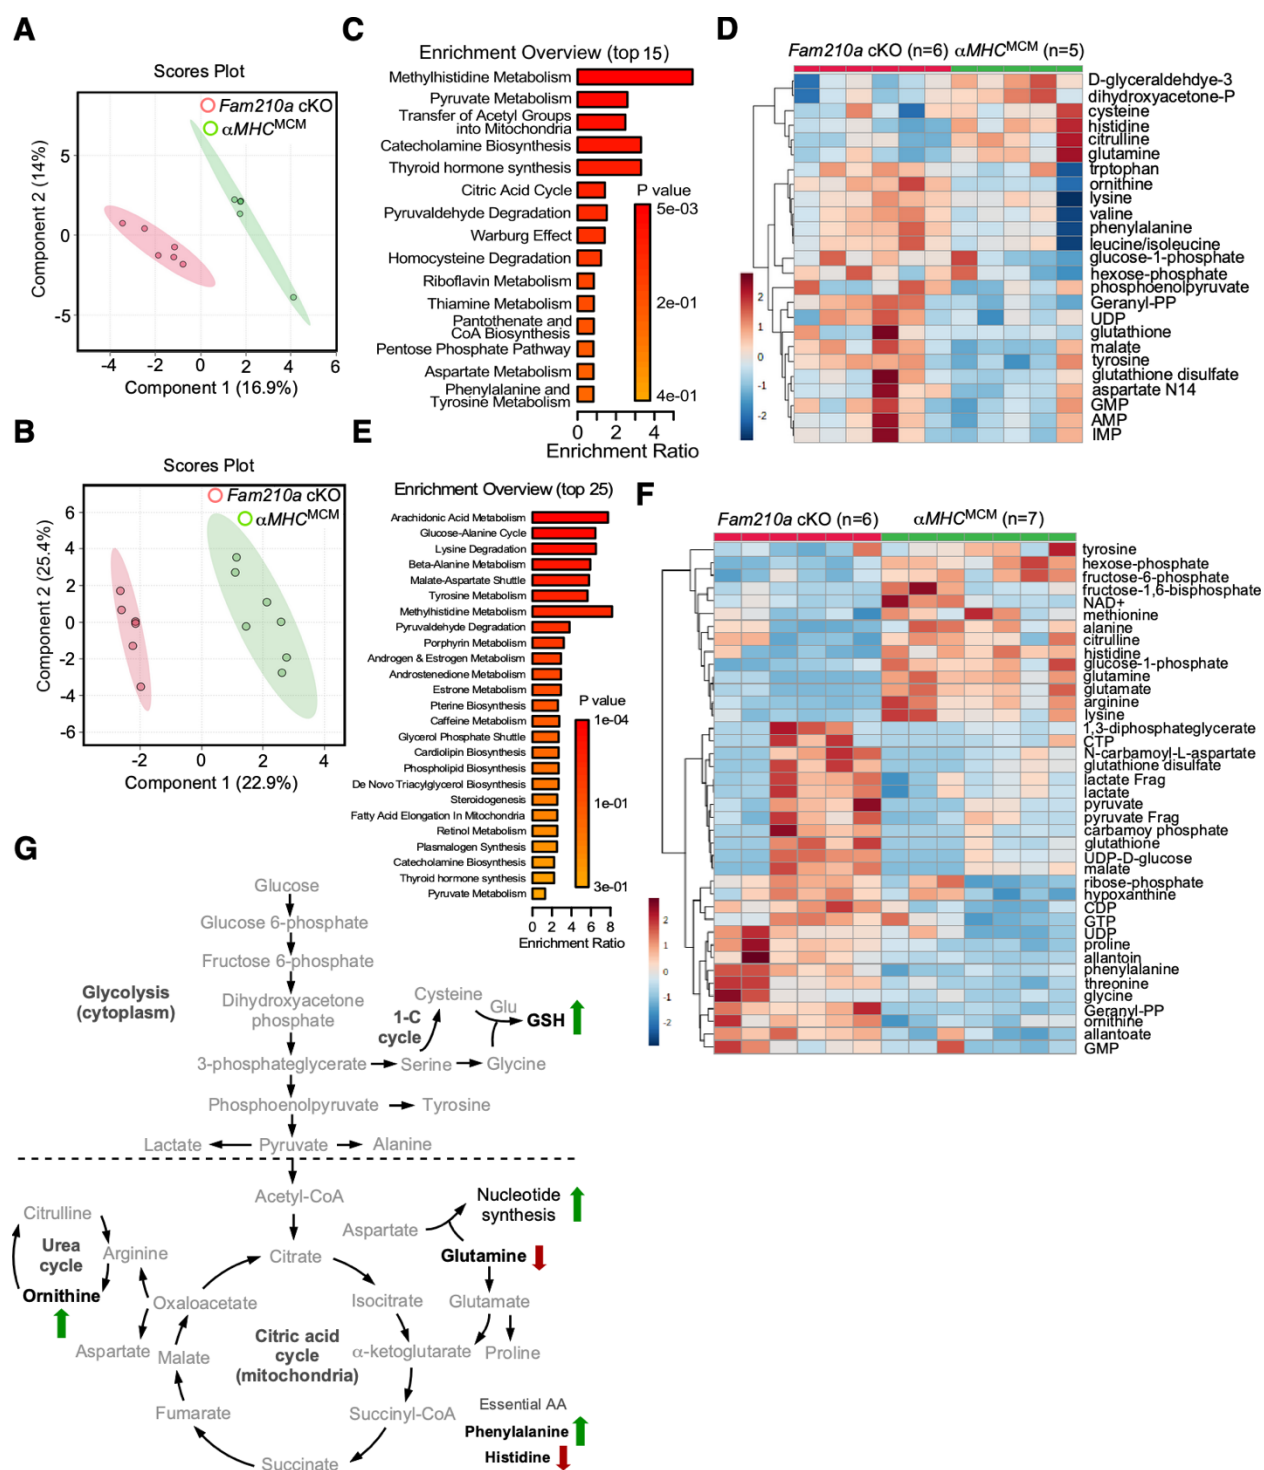 A
Scores Plot
Fam210a cKO
αMHC^MCM
Component 2 (14%)
5
0
-5
-4
-2
0
2
4
6
Component 1 (16.9%)
B
Scores Plot
Fam210a cKO
αMHC^MCM
Component 2 (25.4%)
6
4
2
0
-2
-4
-6
-2
0
2
4
Component 1 (22.9%)
C
Enrichment Overview (top 15)
Methylhistidine Metabolism
Pyruvate Metabolism
Transfer of Acetyl Groups
into Mitochondria
Catecholamine Biosynthesis
Thyroid hormone synthesis
Citric Acid Cycle
Pyruvaldehyde Degradation
Warburg Effect
Homocysteine Degradation
Riboflavin Metabolism
Thiamine Metabolism
Pantothenate and
CoA Biosynthesis
Pentose Phosphate Pathway
Aspartate Metabolism
Phenylalanine and
Tyrosine Metabolism
P value
5e-03
2e-01
4e-01
0
2
4
Enrichment Ratio
D
Fam210a cKO (n=6)
αMHC^MCM (n=5)
D-glyceraldehdye-3
dihydroxyacetone-P
cysteine
histidine
citrulline
glutamine
trptophan
ornithine
lysine
valine
phenylalanine
leucine/isoleucine
glucose-1-phosphate
hexose-phosphate
phosphoenolpyruvate
Geranyl-PP
UDP
glutathione
malate
tyrosine
glutathione disulfate
aspartate N14
GMP
AMP
IMP
2
1
0
-1
-2
E
Enrichment Overview (top 25)
Arachidonic Acid Metabolism
Glucose-Alanine Cycle
Lysine Degradation
Beta-Alanine Metabolism
Malate-Aspartate Shuttle
Tyrosine Metabolism
Methylhistidine Metabolism
Pyruvaldehyde Degradation
Porphyrin Metabolism
Androgen & Estrogen Metabolism
Androstenedione Metabolism
Estrone Metabolism
Pterine Biosynthesis
Caffeine Metabolism
Glycerol Phosphate Shuttle
Cardiolipin Biosynthesis
Phospholipid Biosynthesis
De Novo Triacylglycerol Biosynthesis
Steroidogenesis
Fatty Acid Elongation In Mitochondria
Retinol Metabolism
Plasmalogen Synthesis
Catecholamine Biosynthesis
Thyroid hormone synthesis
Pyruvate Metabolism
P value
1e-04
1e-01
3e-01
0
2
4
6
8
Enrichment Ratio
F
Fam210a cKO (n=6)
αMHC^MCM (n=7)
tyrosine
hexose-phosphate
fructose-6-phosphate
fructose-1,6-bisphosphate
NAD+
methionine
alanine
citrulline
histidine
glucose-1-phosphate
glutamine
glutamate
arginine
lysine
1,3-diphosphateglycerate
CTP
N-carbamoyl-L-aspartate
glutathione disulfate
lactate Frag
lactate
pyruvate
pyruvate Frag
carbamoy phosphate
glutathione
UDP-D-glucose
malate
ribose-phosphate
hypoxanthine
CDP
GTP
UDP
proline
allantoin
phenylalanine
threonine
glycine
Geranyl-PP
ornithine
allantoate
GMP
2
1
0
-1
-2
G
Glucose
Glucose 6-phosphate
Fructose 6-phosphate
Glycolysis
(cytoplasm)
Dihydroxyacetone
phosphate
Cysteine
Glu
GSH
1-C
cycle
3-phosphateglycerate
Serine
Glycine
Phosphoenolpyruvate
Tyrosine
Lactate
Pyruvate
Alanine
Acetyl-CoA
Nucleotide
synthesis
Aspartate
Citrulline
Urea
cycle
Arginine
Ornithine
Citrate
Glutamine
Oxaloacetate
Isocitrate
Glutamate
Aspartate
Malate
Citric acid
cycle
(mitochondria)
α-ketoglutarate
Proline
Fumarate
Succinyl-CoA
Succinate
Essential AA
Phenylalanine
Histidine